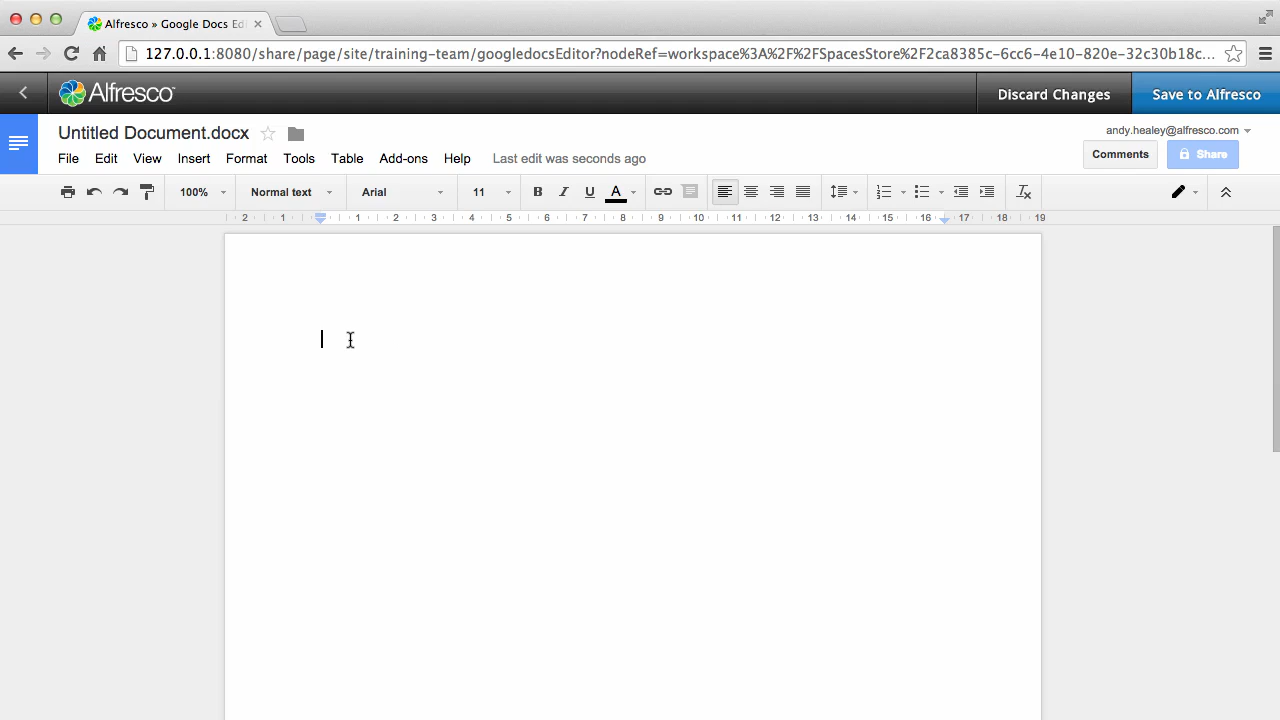 Alfresco » Google Docs Edi
127.0.0.1:8080/share/page/site/training-team/googledocsEditor?nodeRef=workspace%3A%2F%2FSpacesStore%2F2ca8385c-6cc6-4e10-820e-32c30b18c...
Alfresco Discard Changes Save to Alfresco
Untitled Document.docx andy.healey@alfresco.com
File Edit View Insert Format Tools Table Add-ons Help Last edit was seconds ago Comments Share
100% Normal text Arial 11 B I U A
2 1 1 2 3 4 5 6 7 8 9 10 11 12 13 14 15 16 17 18 19